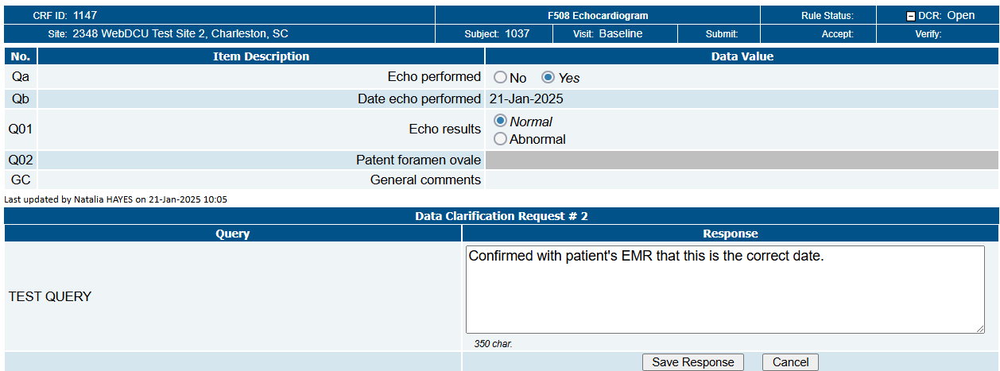 CRF ID: 1147 F508 Echocardiogram Rule Status: DCR: Open
Site: 2348 WebDCU Test Site 2, Charleston, SC Subject: 1037 Visit: Baseline Submit: Accept: Verify:
No. Item Description Data Value
Qa Echo performed No Yes
Qb Date echo performed 21-Jan-2025
Q01 Echo results Normal
Abnormal
Q02 Patent foramen ovale
GC General comments
Last updated by Natalia HAYES on 21-Jan-2025 10:05
Data Clarification Request # 2
Query Response
Confirmed with patient's EMR that this is the correct date.
TEST QUERY
350 char.
Save Response Cancel